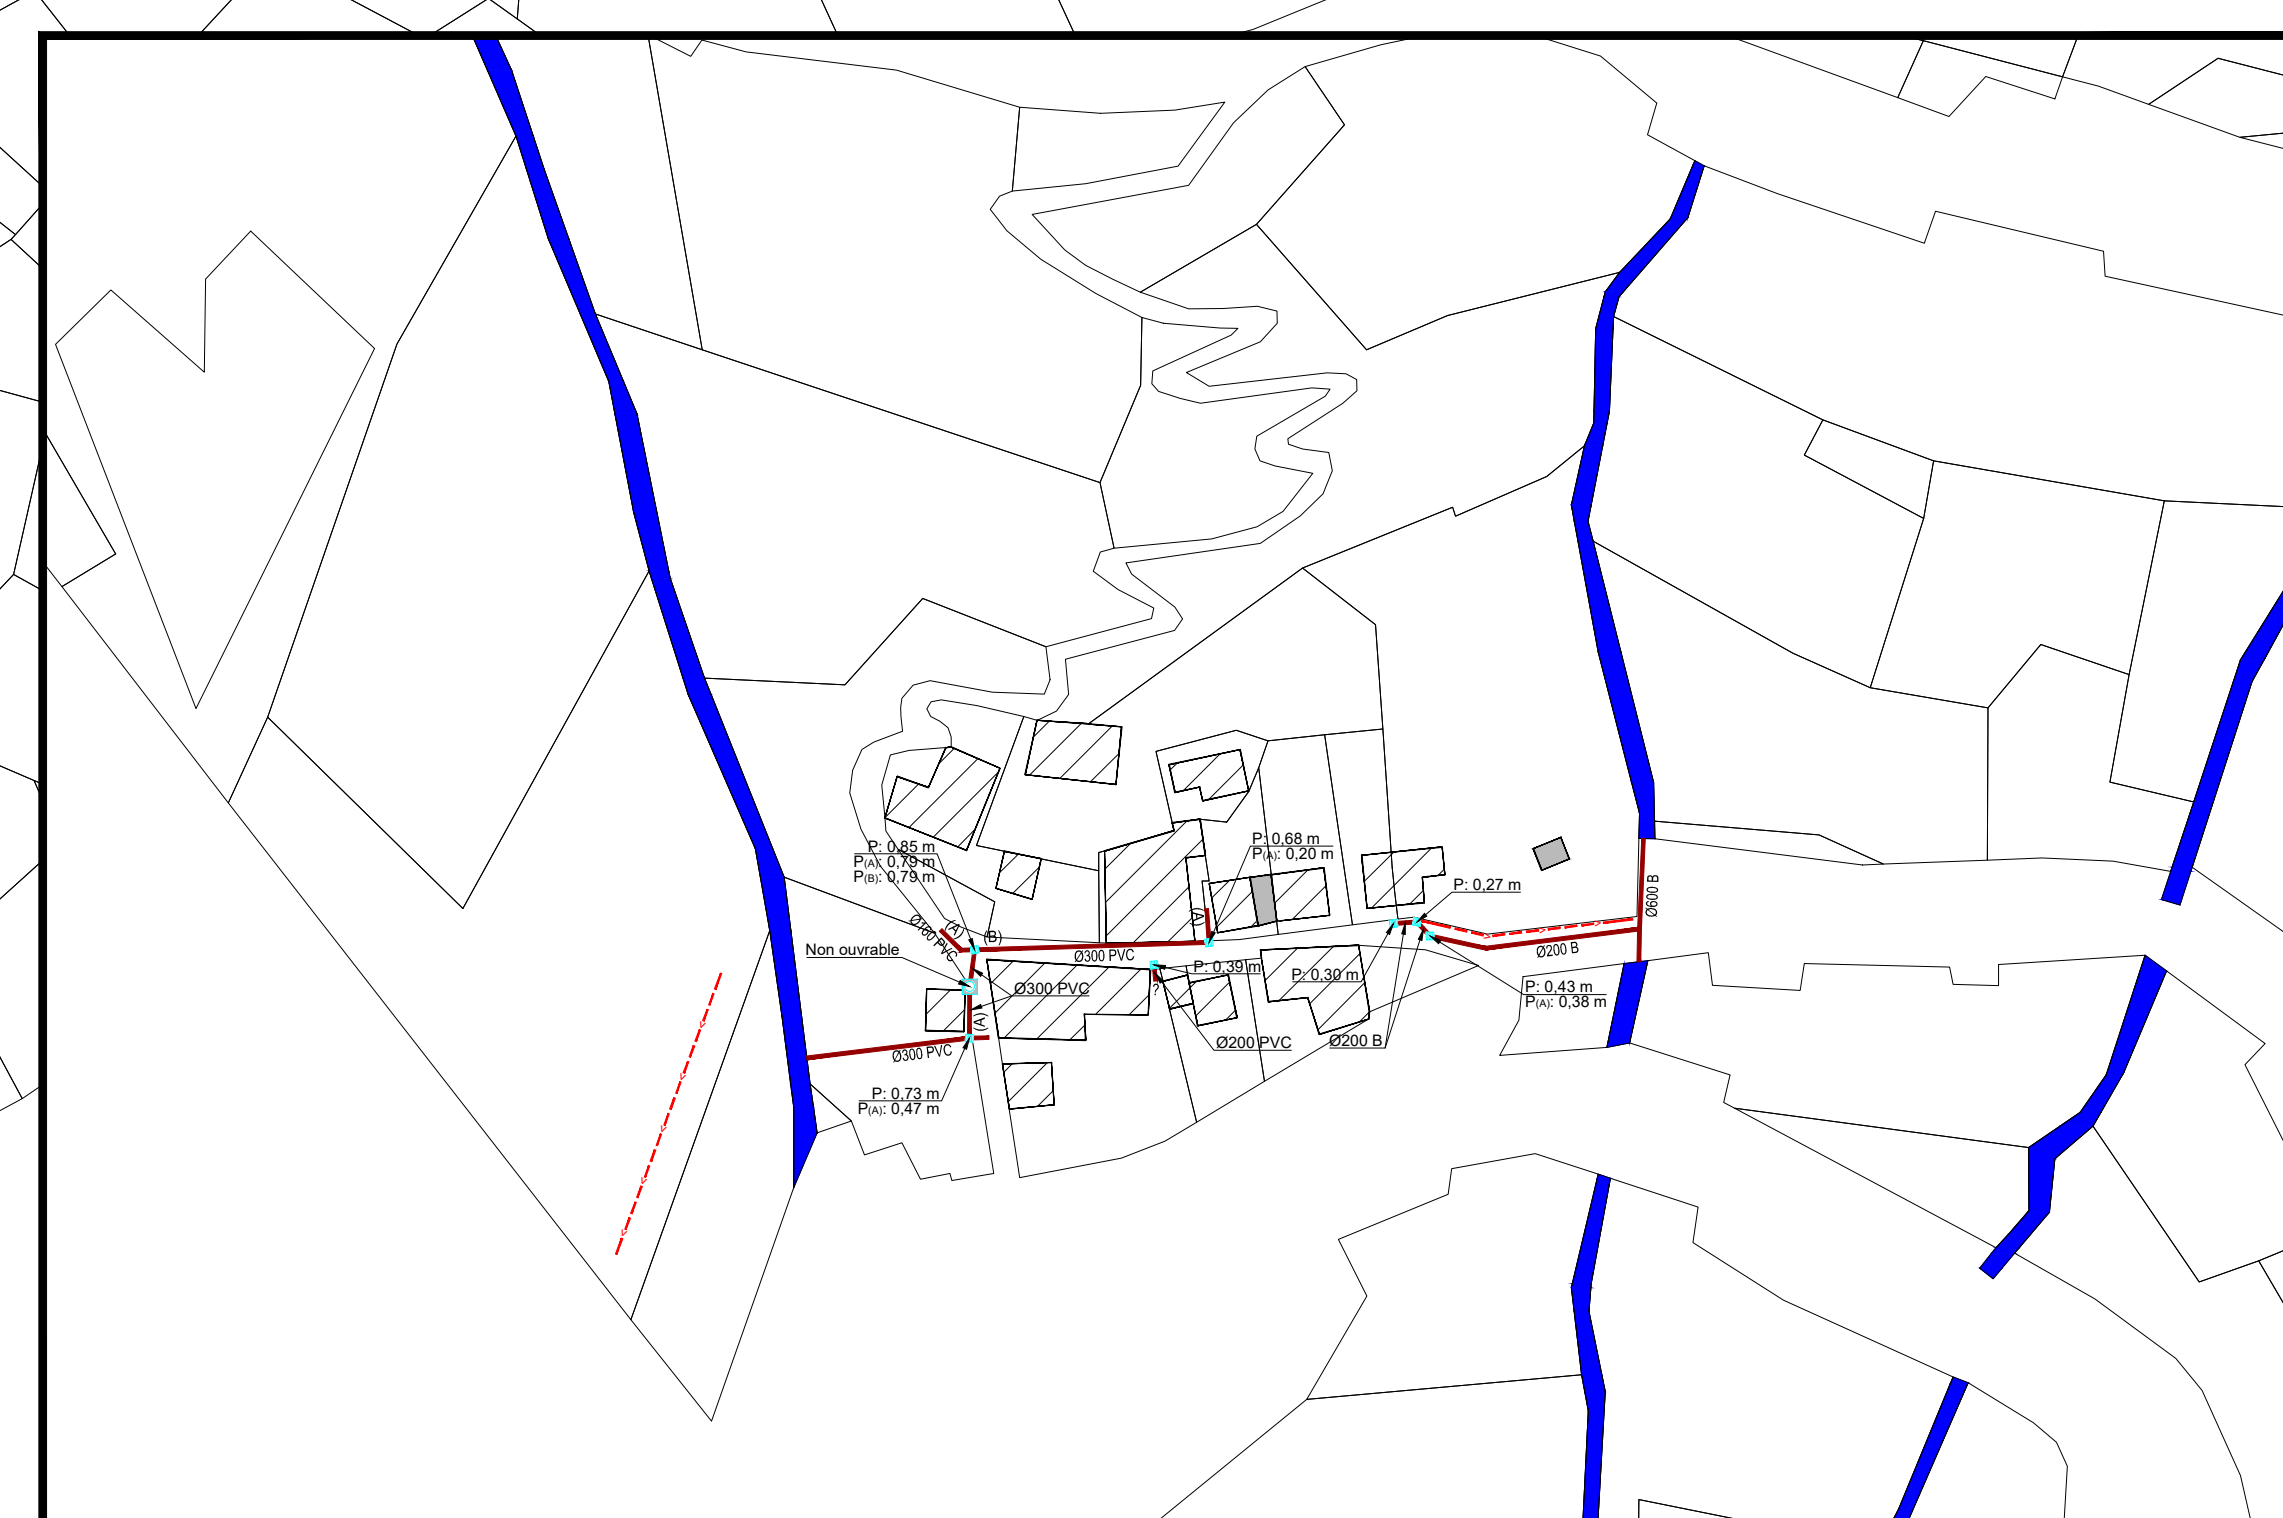 P: 0,85 m
P(A): 0,79 m
P(B): 0,79 m
P: 0,68 m
P(A): 0,20 m
P: 0,27 m
Ø600 B
(A)
Ø160 PVC
(A)
(B)
Non ouvrable
Ø300 PVC
P: 0,39 m
?
P: 0,30 m
Ø200 B
Ø300 PVC
P: 0,43 m
P(A): 0,38 m
(A)
Ø300 PVC
Ø200 PVC
Ø200 B
P: 0,73 m
P(A): 0,47 m